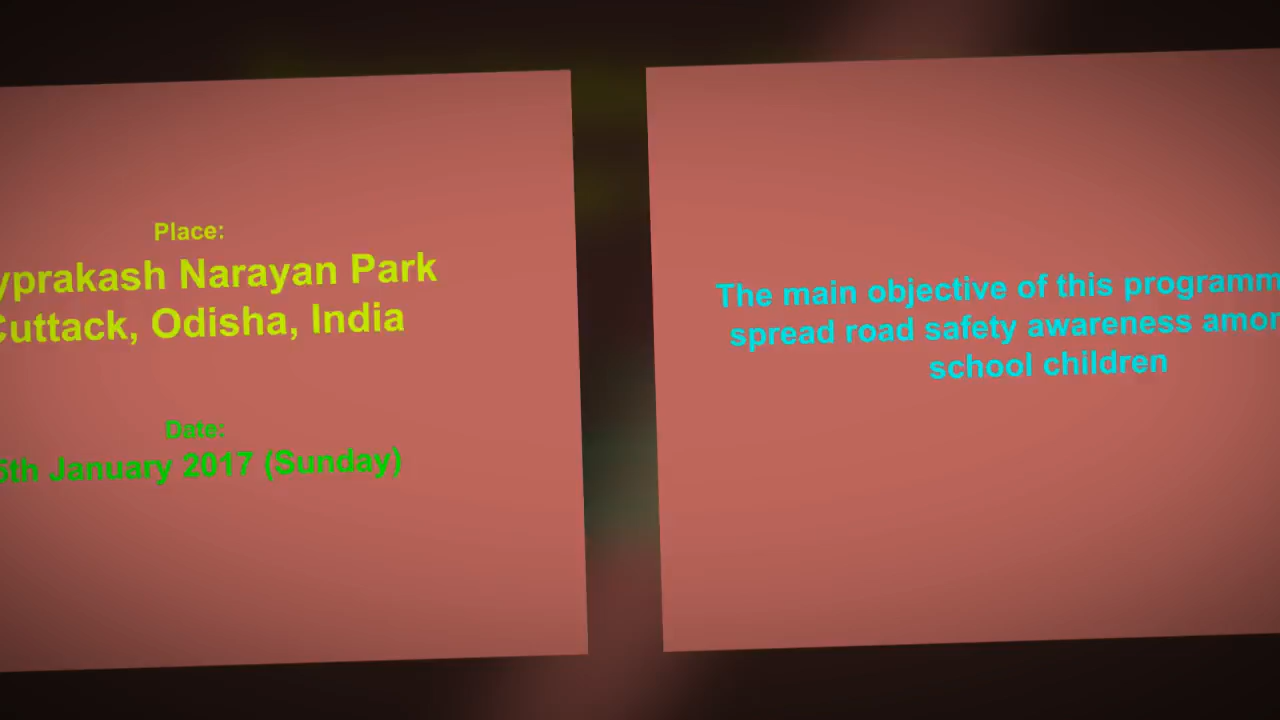 Place:
yprakash Narayan Park
Cuttack, Odisha, India
Date:
5th January 2017 (Sunday)
The main objective of this programm
spread road safety awareness amon
school children